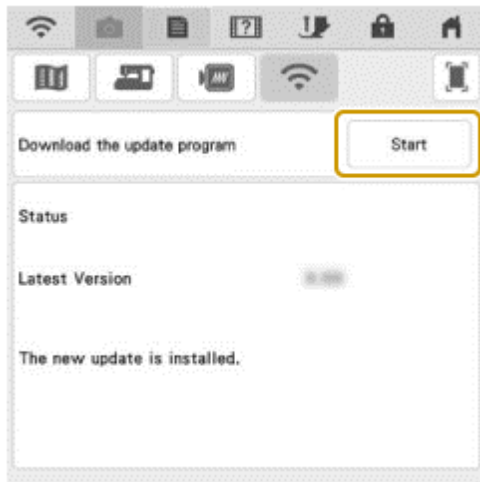 Download the update program
Start
Status
Latest Version
The new update is installed.